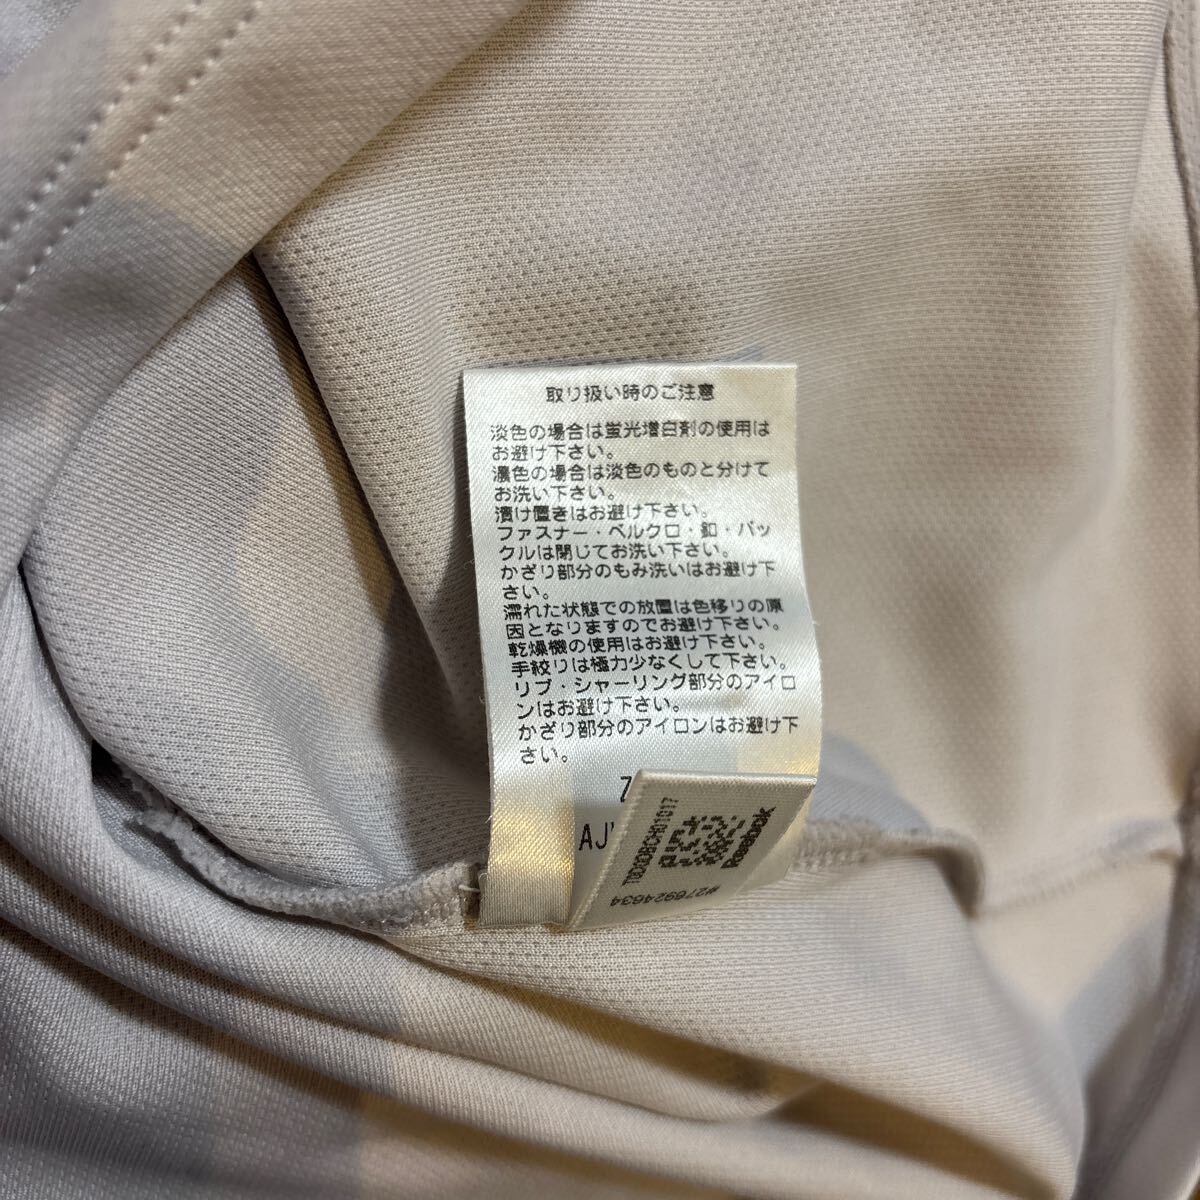 取り扱い時のご注意
淡色の場合は蛍光増白剤の使用は
お避け下さい。
濃色の場合は淡色のものと分けて
お洗い下さい。
漬け置きはお避け下さい。
ファスナー・ベルクロ・釦・バッ
クルは閉じてお洗い下さい。
かざり部分のもみ洗いはお避け下
さい。
濡れた状態での放置は色移りの原
因となりますのでお避け下さい。
乾燥機の使用はお避け下さい。
手絞りは極力少なくして下さい。
リブ・シャーリング部分のアイロ
ンはお避け下さい。
かざり部分のアイロンはお避け下
さい。
Z
AJ
Reebok
#276924634